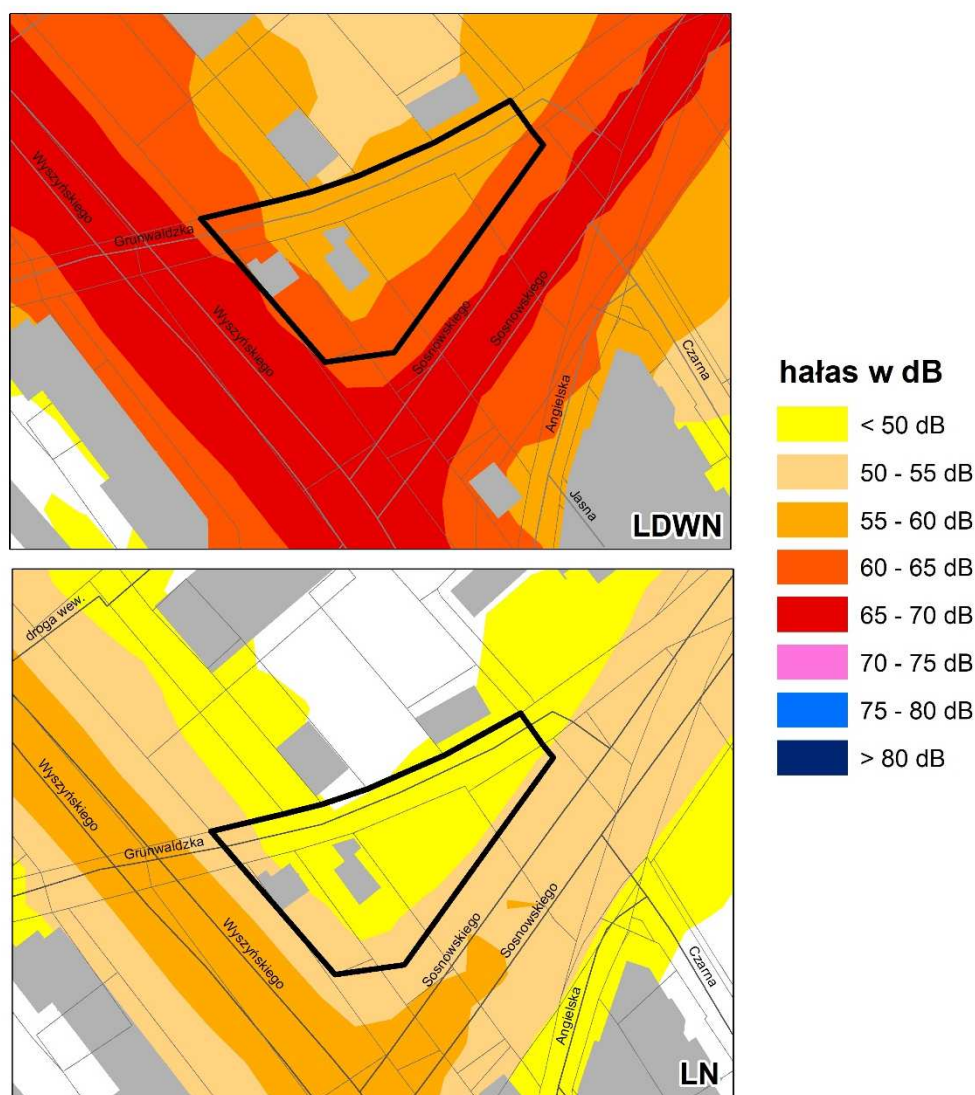 Wyszyńskiego
Grunwaldzka
Wyszyńskiego
Sosnowskiego
Sosnowskiego
Angielska
Czarna
Jasna
LDWN
droga wew.
Wyszyńskiego
Grunwaldzka
Wyszyńskiego
Sosnowskiego
Sosnowskiego
Angielska
Czarna
LN
hałas w dB
< 50 dB
50 - 55 dB
55 - 60 dB
60 - 65 dB
65 - 70 dB
70 - 75 dB
75 - 80 dB
> 80 dB